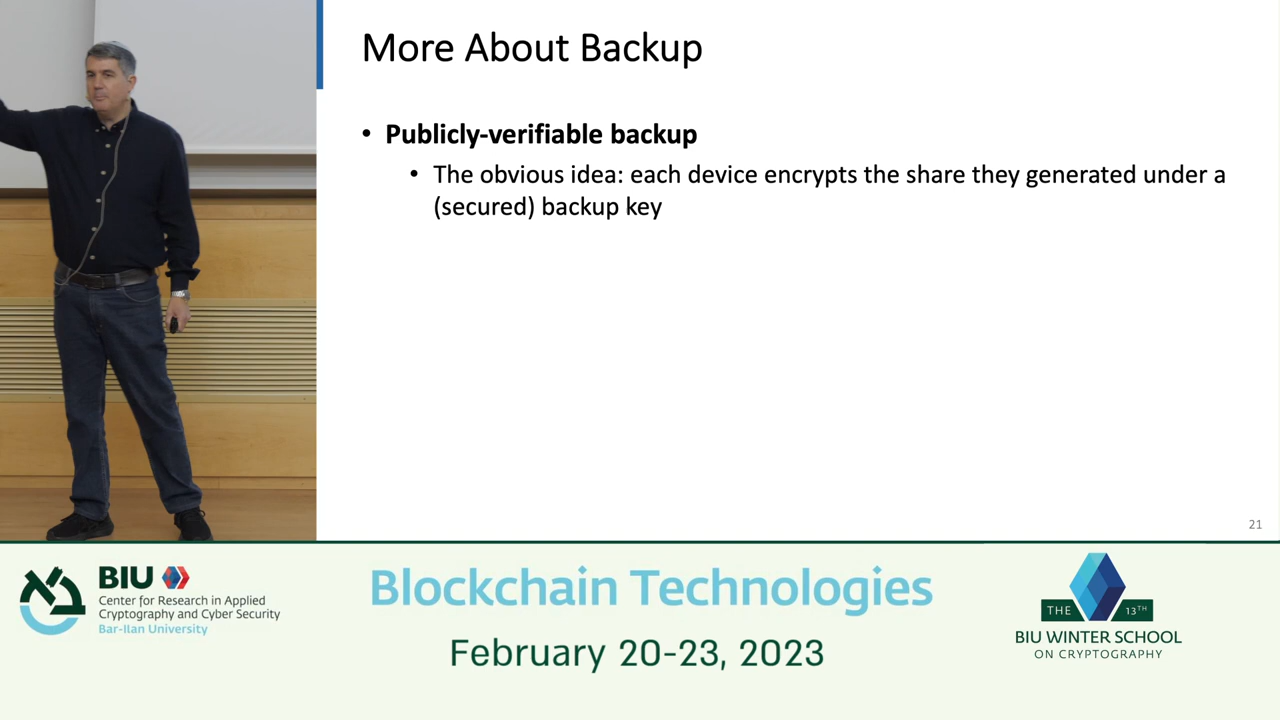 More About Backup
• Publicly-verifiable backup
• The obvious idea: each device encrypts the share they generated under a
(secured) backup key
21
BIU
Center for Research in Applied
Cryptography and Cyber Security
Bar-Ilan University
Blockchain Technologies
February 20-23, 2023
THE 13TH
BIU WINTER SCHOOL
ON CRYPTOGRAPHY